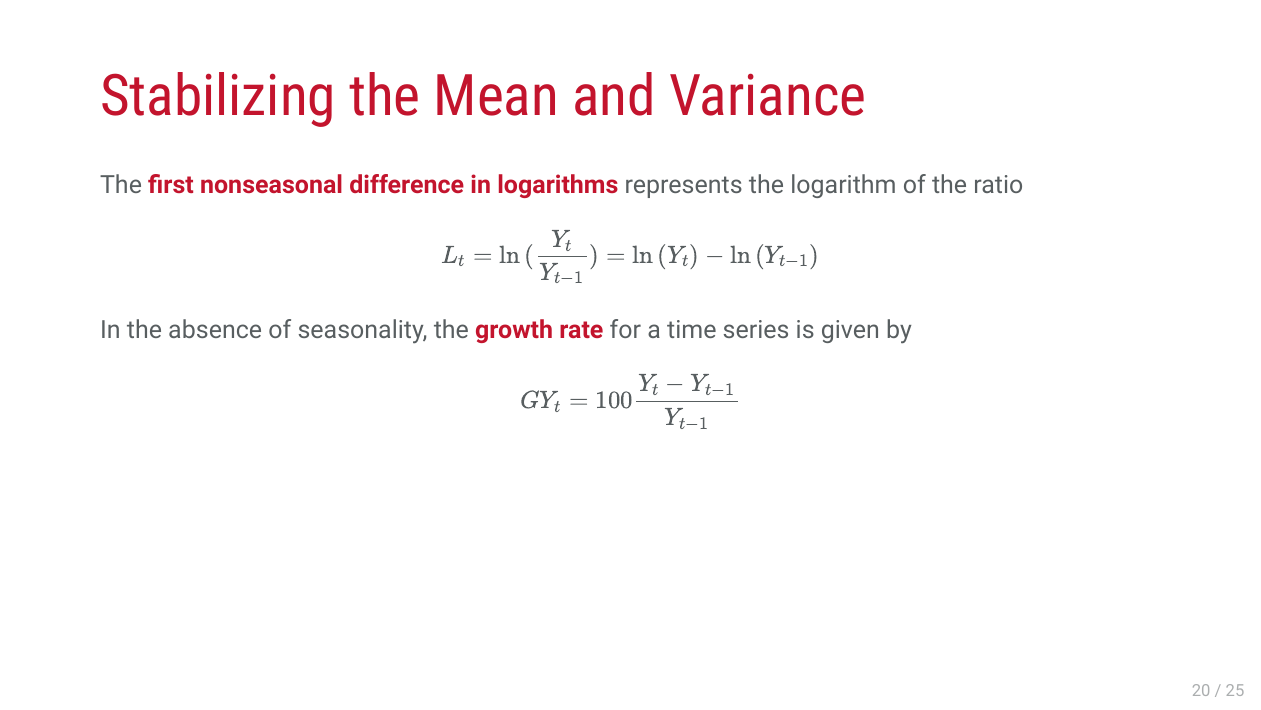 Stabilizing the Mean and Variance
The first nonseasonal difference in logarithms represents the logarithm of the ratio
L_t = ln ( Y_t / Y_{t−1} ) = ln (Y_t) − ln (Y_{t−1})
In the absence of seasonality, the growth rate for a time series is given by
GY_t = 100 (Y_t − Y_{t−1}) / Y_{t−1}
20 / 25